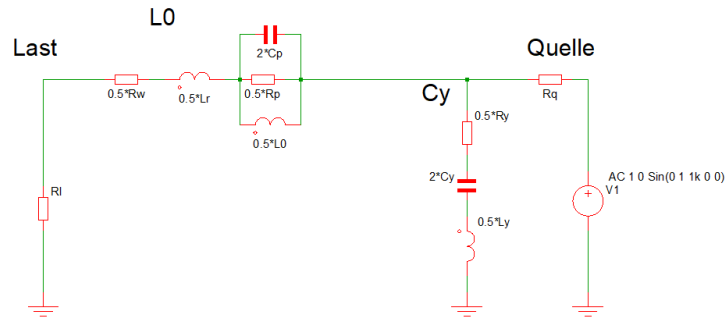 L0
Last
Quelle
2*Cp
0.5*Rw
0.5*Lr
0.5*Rp
Cy
Rq
0.5*Ry
0.5*L0
2*Cy
AC 1 0 Sin(0 1 1k 0 0)
V1
Rl
0.5*Ly